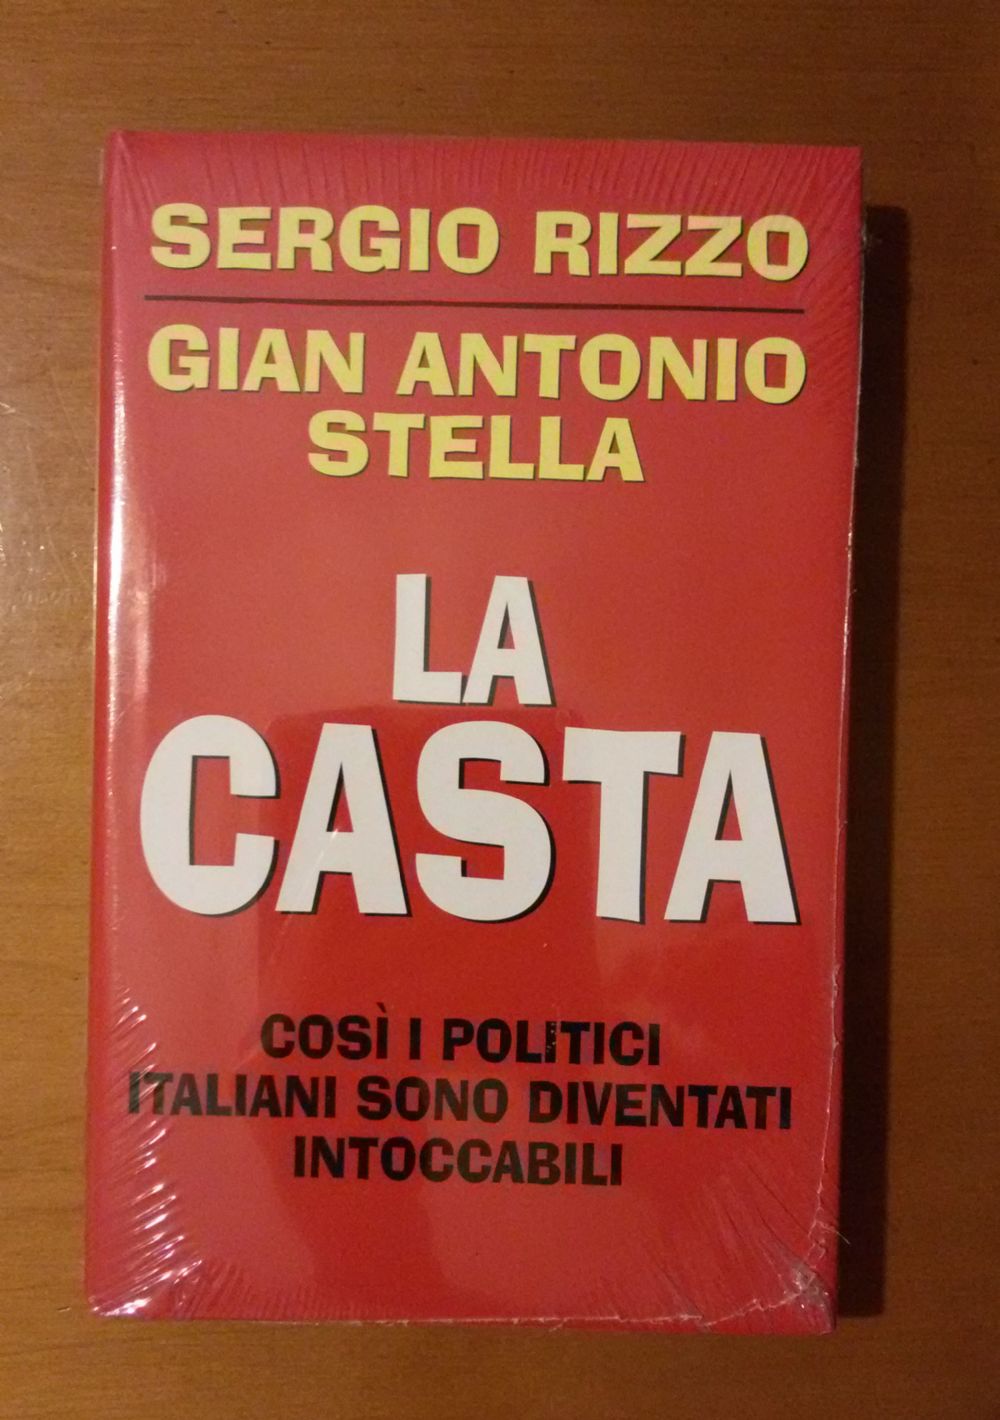 SERGIO RIZZO
GIAN ANTONIO
STELLA
LA
CASTA
COSÌ I POLITICI
ITALIANI SONO DIVENTATI
INTOCCABILI